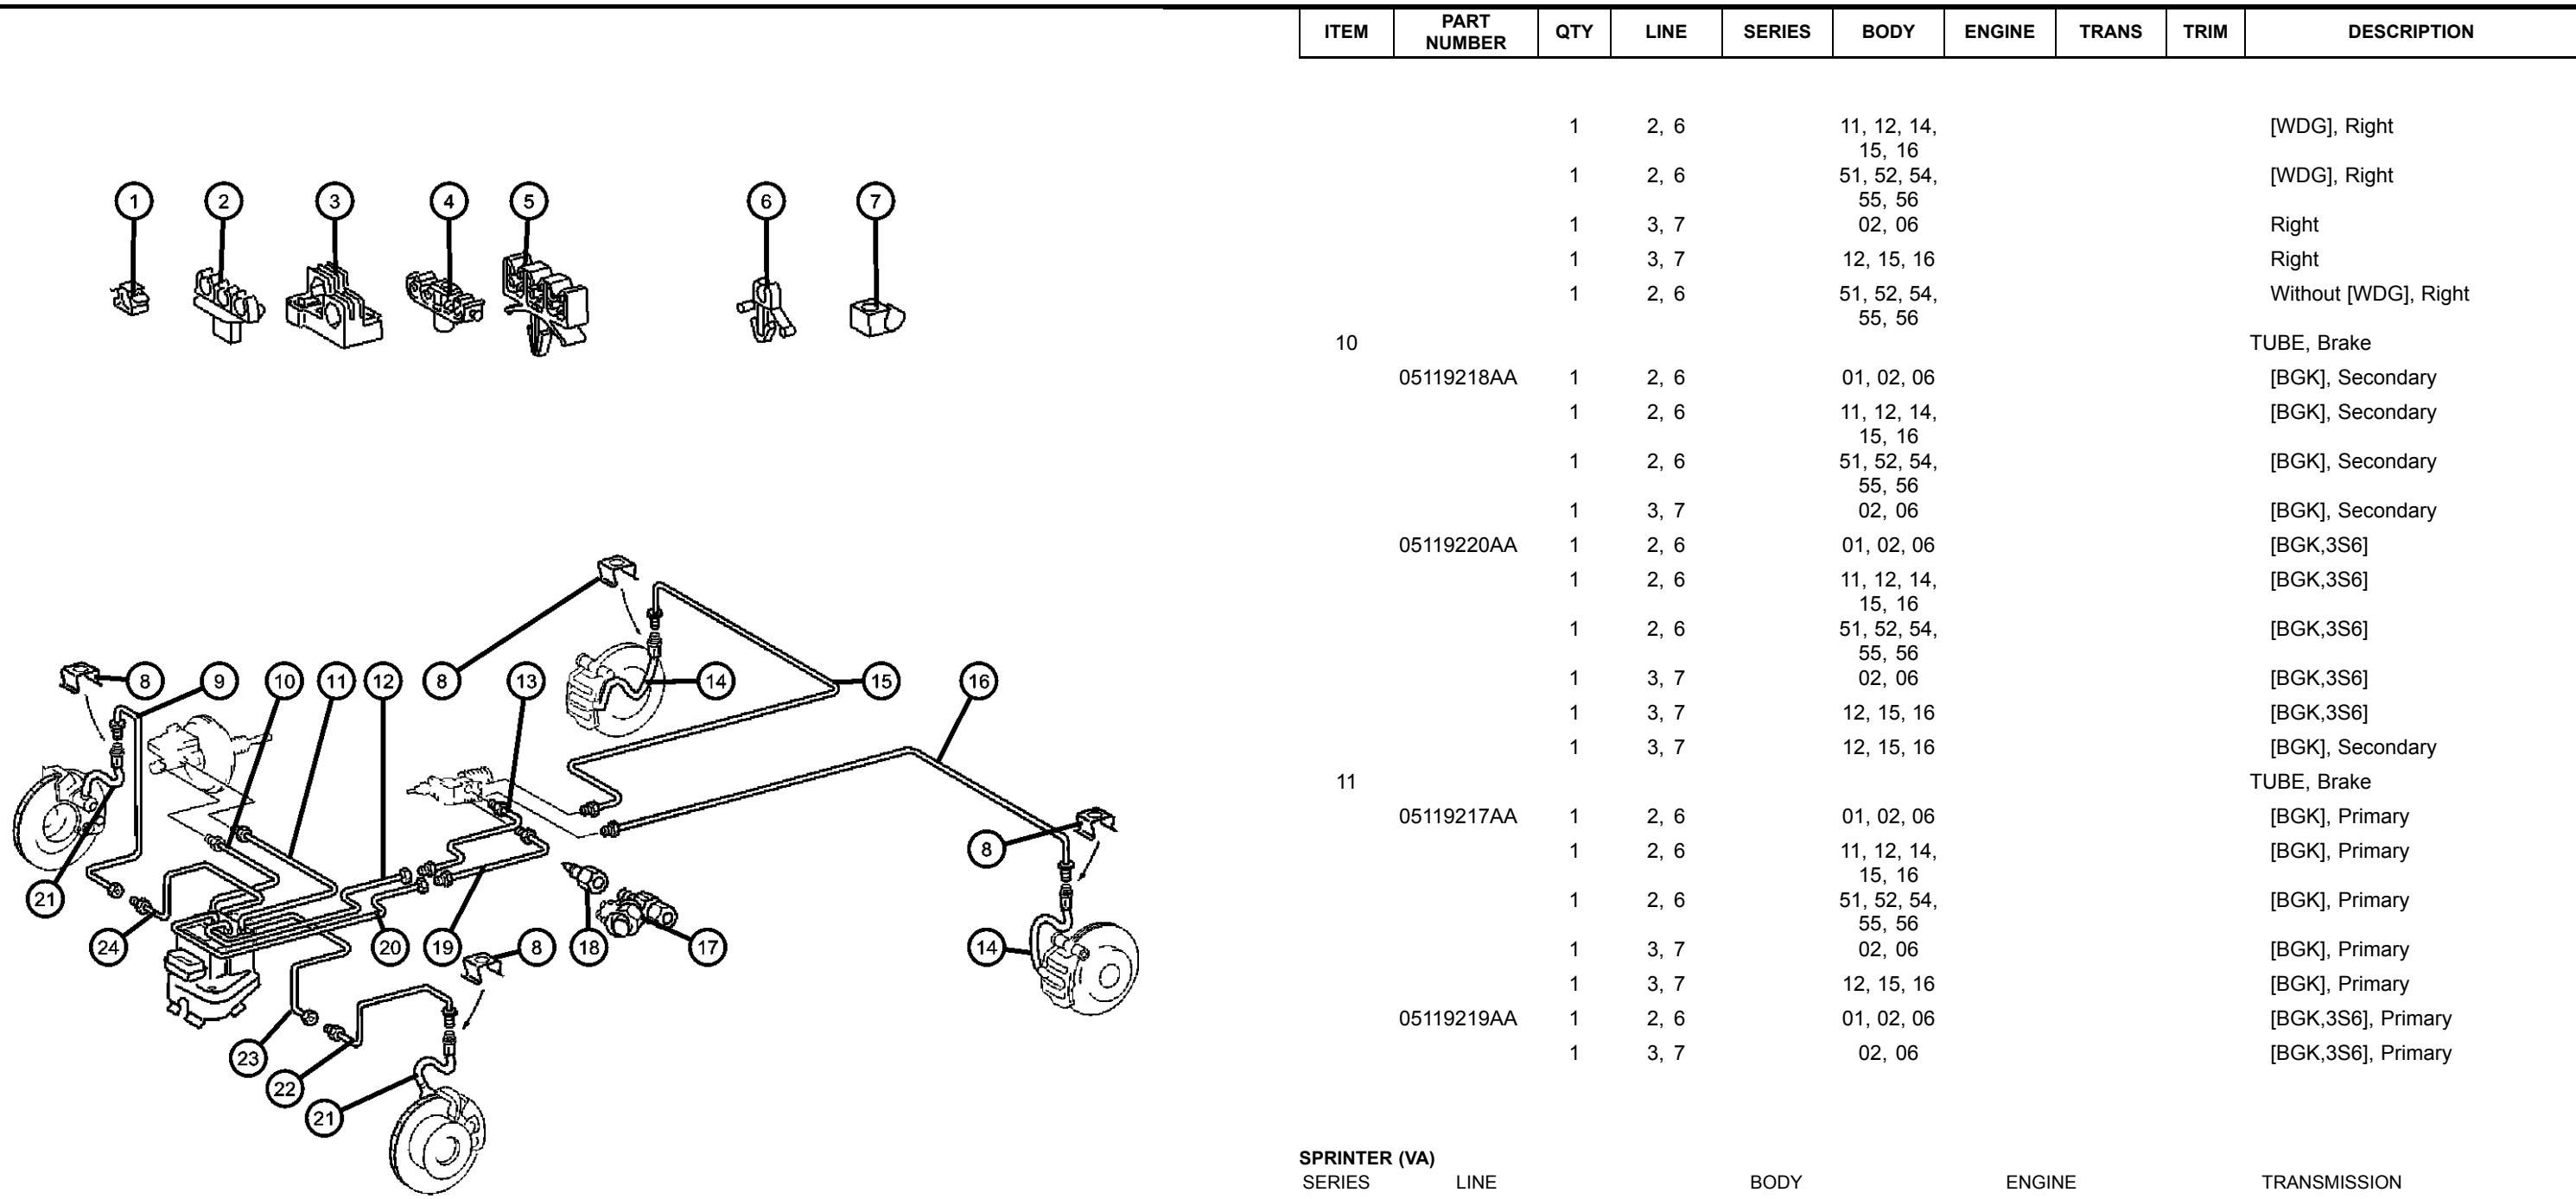 ITEM PART NUMBER QTY LINE SERIES BODY ENGINE TRANS TRIM DESCRIPTION
1 2, 6 11, 12, 14, [WDG], Right
15, 16
1 2, 6 51, 52, 54, [WDG], Right
55, 56
1 3, 7 02, 06 Right
1 3, 7 12, 15, 16 Right
1 2, 6 51, 52, 54, Without [WDG], Right
55, 56
10 TUBE, Brake
05119218AA 1 2, 6 01, 02, 06 [BGK], Secondary
1 2, 6 11, 12, 14, [BGK], Secondary
15, 16
1 2, 6 51, 52, 54, [BGK], Secondary
55, 56
1 3, 7 02, 06 [BGK], Secondary
05119220AA 1 2, 6 01, 02, 06 [BGK,3S6]
1 2, 6 11, 12, 14, [BGK,3S6]
15, 16
1 2, 6 51, 52, 54, [BGK,3S6]
55, 56
1 3, 7 02, 06 [BGK,3S6]
1 3, 7 12, 15, 16 [BGK,3S6]
1 3, 7 12, 15, 16 [BGK], Secondary
11 TUBE, Brake
05119217AA 1 2, 6 01, 02, 06 [BGK], Primary
1 2, 6 11, 12, 14, [BGK], Primary
15, 16
1 2, 6 51, 52, 54, [BGK], Primary
55, 56
1 3, 7 02, 06 [BGK], Primary
1 3, 7 12, 15, 16 [BGK], Primary
05119219AA 1 2, 6 01, 02, 06 [BGK,3S6], Primary
1 3, 7 02, 06 [BGK,3S6], Primary
1 2 3 4 5 6 7
8 9 10 11 12 8 13 14 15 16
8
21
24 20 19 8 18 17 14
23
22
21
SPRINTER (VA)
SERIES LINE BODY ENGINE TRANSMISSION